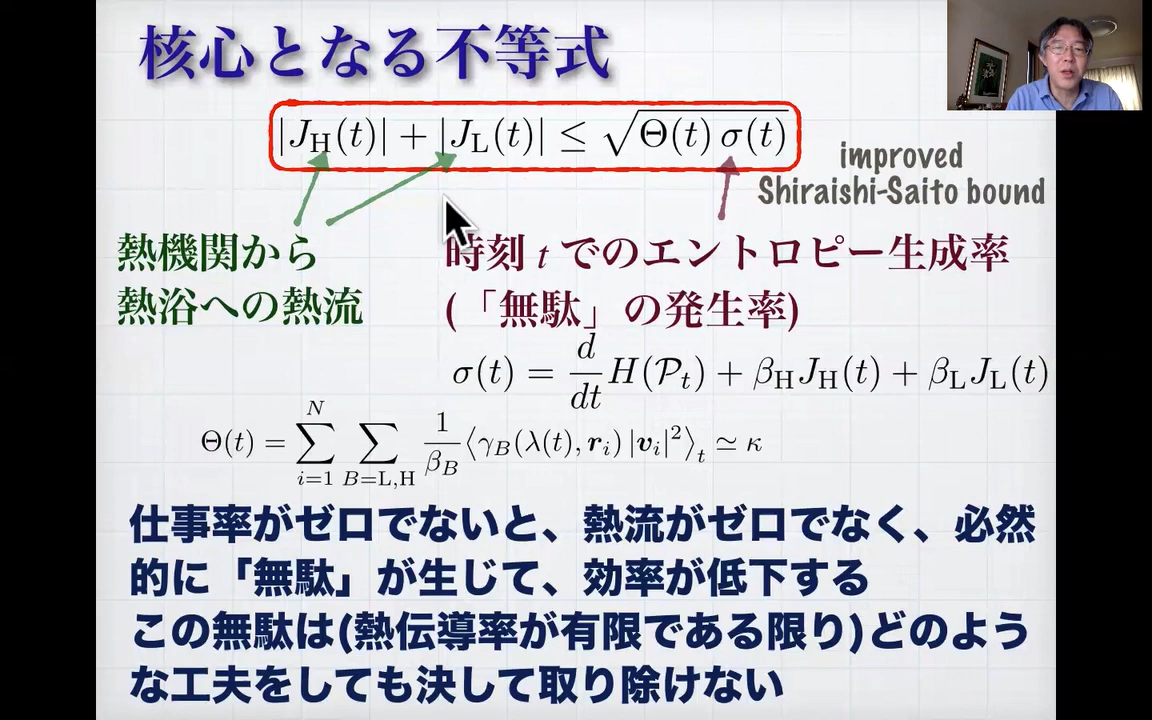 核心となる不等式
|J_H(t)| + |J_L(t)| ≤ √(Θ(t) σ(t))
improved
Shiraishi-Saito bound
熱機関から
熱浴への熱流
時刻 t でのエントロピー生成率
(「無駄」の発生率)
σ(t) = d/dt H(𝒫_t) + β_H J_H(t) + β_L J_L(t)
Θ(t) = ∑_{i=1}^{N} ∑_{B=L,H} 1/β_B ⟨γ_B(λ(t), r_i) |v_i|²⟩_t ≃ κ
仕事率がゼロでないと、熱流がゼロでなく、必然
的に「無駄」が生じて、効率が低下する
この無駄は(熱伝導率が有限である限り)どのよう
な工夫をしても決して取り除けない